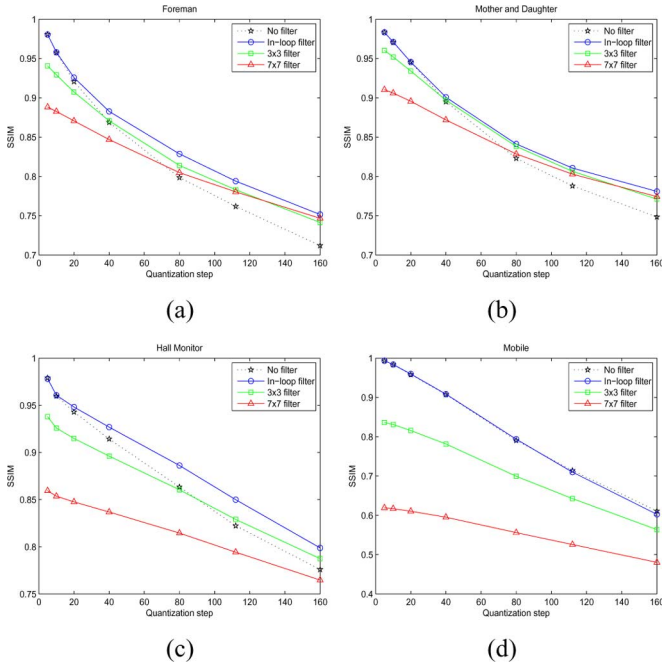 Foreman
1
0.95
0.9
0.85
0.8
0.75
0.7
SSIM
0 20 40 60 80 100 120 140 160
Quantization step
No filter
In-loop filter
3x3 filter
7x7 filter
(a)
Mother and Daughter
1
0.95
0.9
0.85
0.8
0.75
0.7
SSIM
0 20 40 60 80 100 120 140 160
Quantization step
No filter
In-loop filter
3x3 filter
7x7 filter
(b)
Hall Monitor
1
0.95
0.9
0.85
0.8
0.75
SSIM
0 20 40 60 80 100 120 140 160
Quantization step
No filter
In-loop filter
3x3 filter
7x7 filter
(c)
Mobile
1
0.9
0.8
0.7
0.6
0.5
0.4
SSIM
0 20 40 60 80 100 120 140 160
Quantization step
No filter
In-loop filter
3x3 filter
7x7 filter
(d)